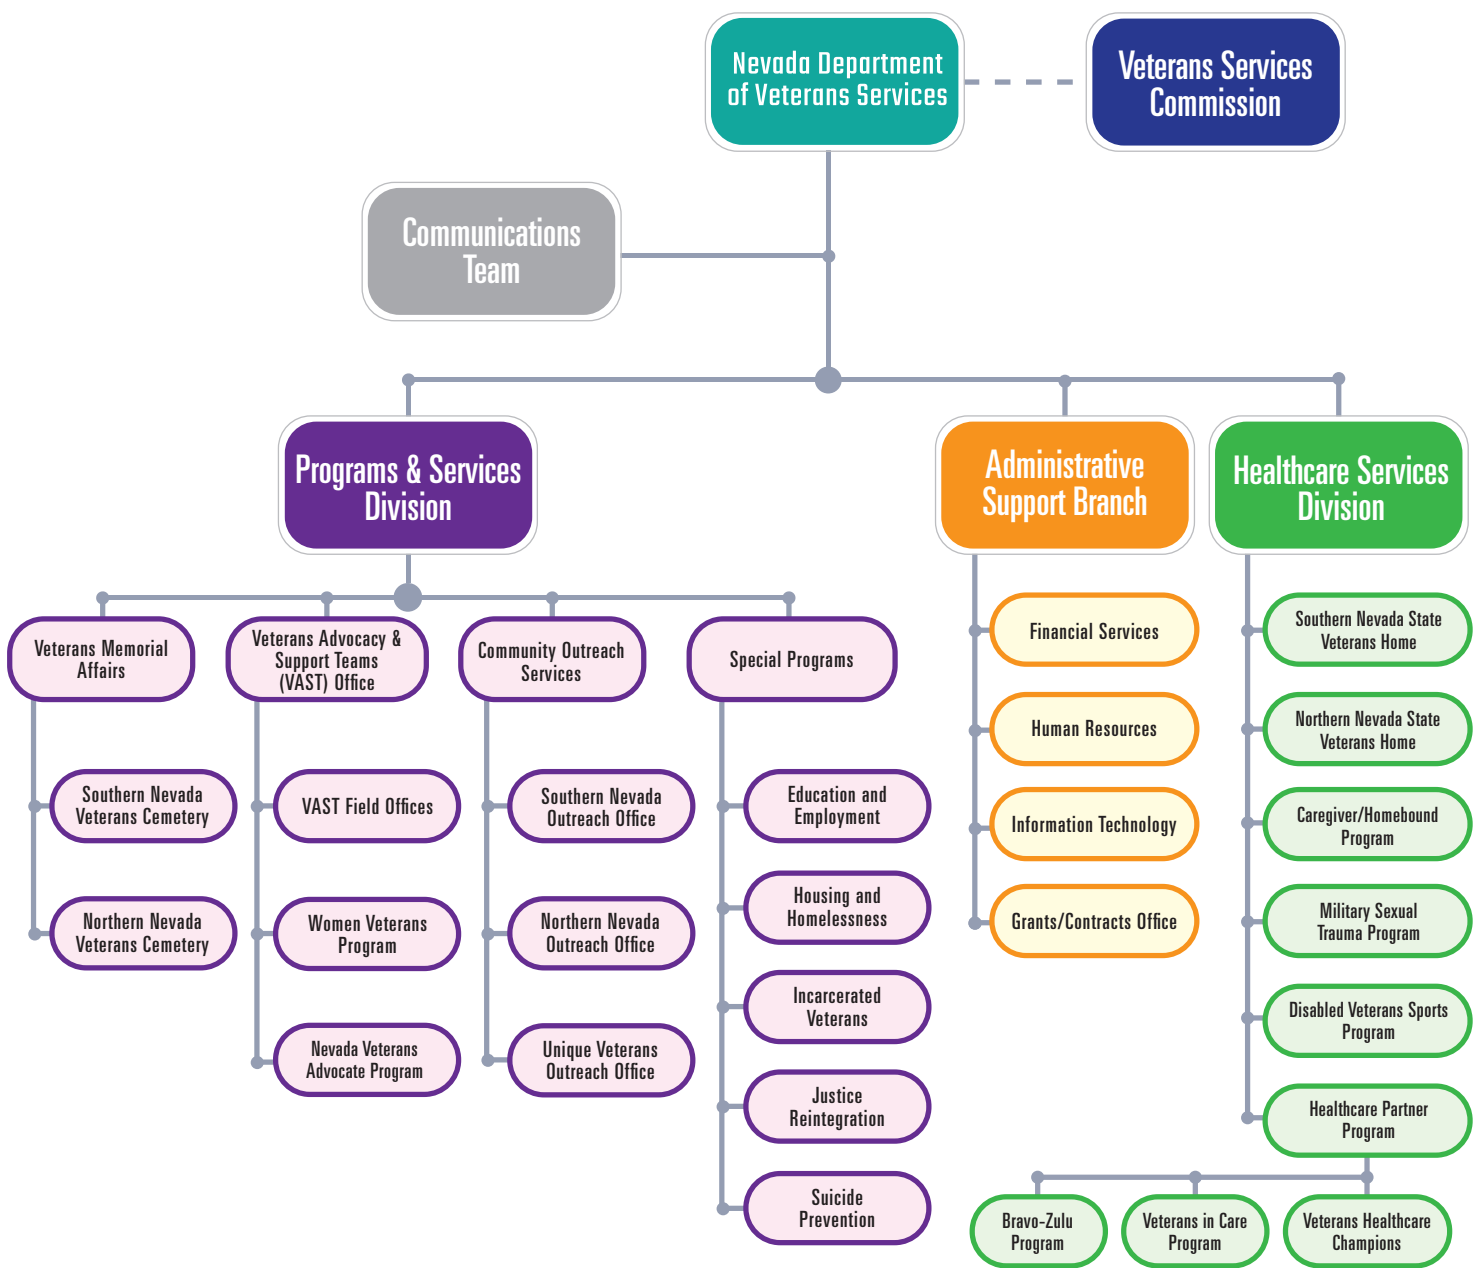 Nevada Department
of Veterans Services
Veterans Services
Commission
Communications
Team
Programs & Services
Division
Administrative
Support Branch
Healthcare Services
Division
Veterans Memorial
Affairs
Veterans Advocacy &
Support Teams
(VAST) Office
Community Outreach
Services
Special Programs
Southern Nevada
Veterans Cemetery
Northern Nevada
Veterans Cemetery
VAST Field Offices
Women Veterans
Program
Nevada Veterans
Advocate Program
Southern Nevada
Outreach Office
Northern Nevada
Outreach Office
Unique Veterans
Outreach Office
Education and
Employment
Housing and
Homelessness
Incarcerated
Veterans
Justice
Reintegration
Suicide
Prevention
Financial Services
Human Resources
Information Technology
Grants/Contracts Office
Southern Nevada State
Veterans Home
Northern Nevada State
Veterans Home
Caregiver/Homebound
Program
Military Sexual
Trauma Program
Disabled Veterans Sports
Program
Healthcare Partner
Program
Bravo-Zulu
Program
Veterans in Care
Program
Veterans Healthcare
Champions